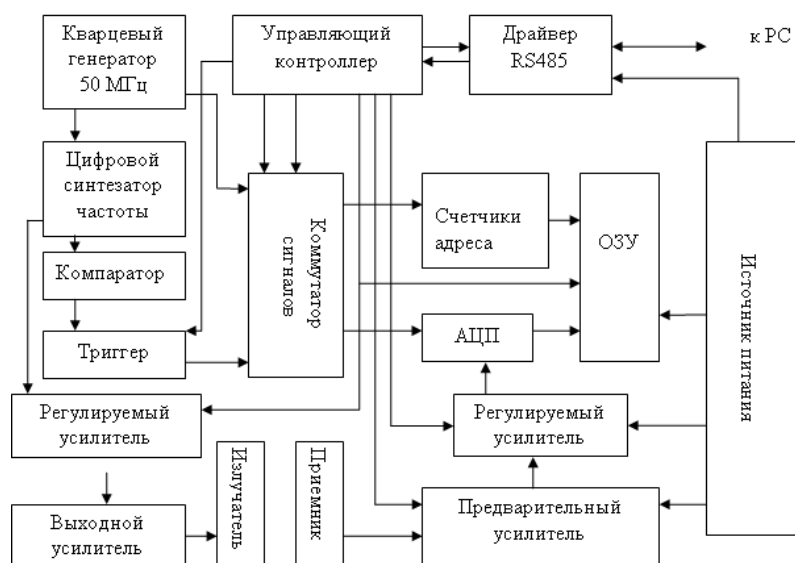 Кварцевый
генератор
50 МГц
Управляющий
контроллер
Драйвер
RS485
к PC
Цифровой
синтезатор
частоты
Коммутатор
сигналов
Счетчики
адреса
ОЗУ
Источник питания
Компаратор
Триггер
АЦП
Регулируемый
усилитель
Регулируемый
усилитель
Излучатель
Приемник
Выходной
усилитель
Предварительный
усилитель